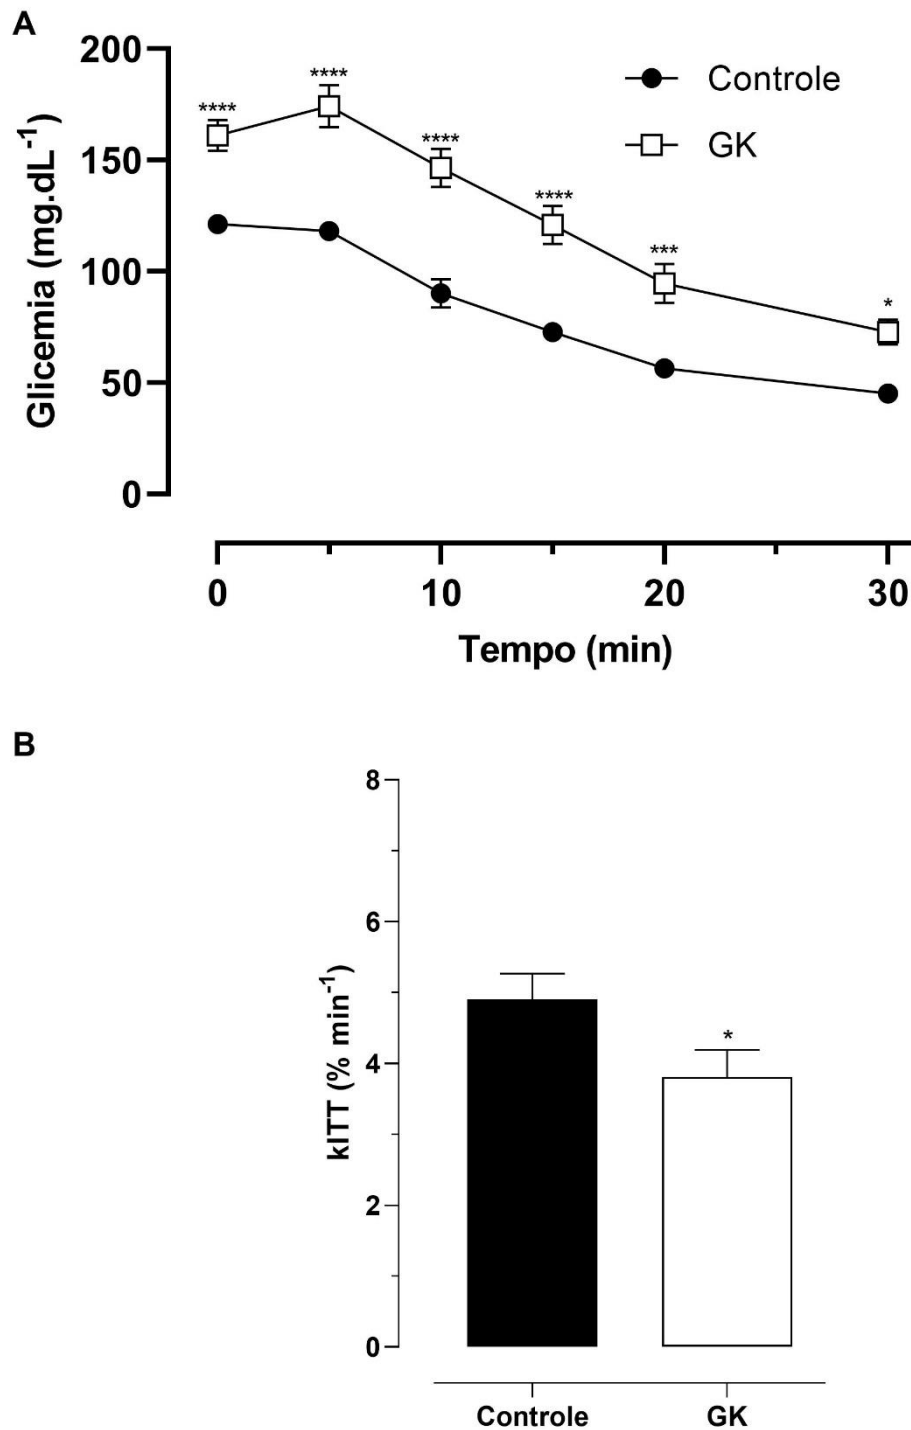 A
200
150
100
50
0
Glicemia (mg.dL-1)
Controle
GK
****
****
****
****
***
*
0
10
20
30
Tempo (min)
B
8
6
4
2
0
kITT (% min-1)
*
Controle
GK